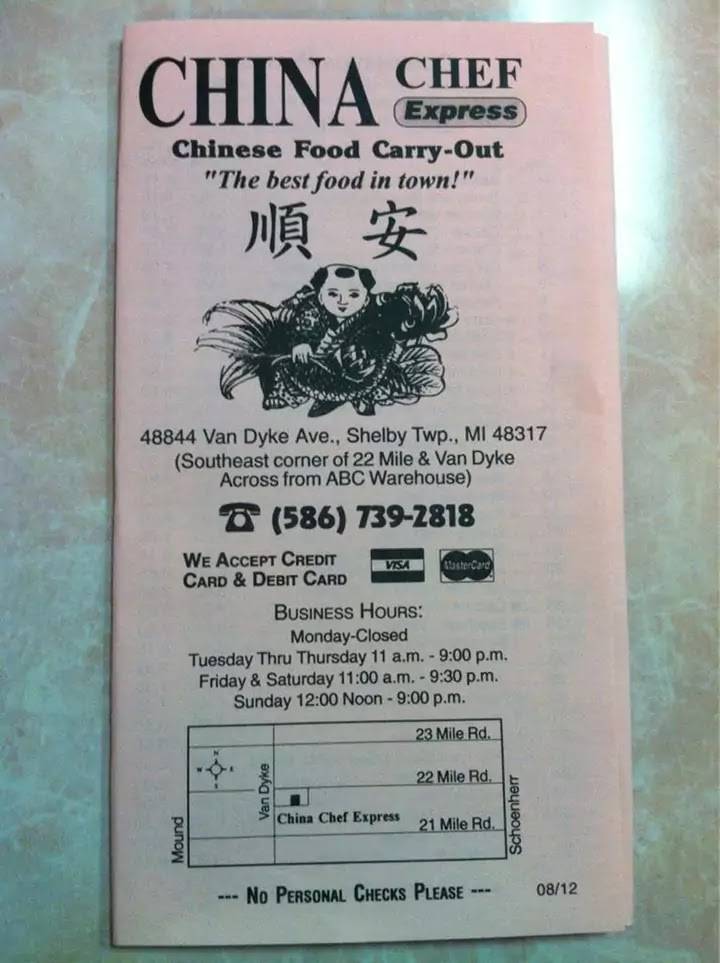 CHINA CHEF
Express
Chinese Food Carry-Out
"The best food in town!"
順 安
48844 Van Dyke Ave., Shelby Twp., MI 48317
(Southeast corner of 22 Mile & Van Dyke
Across from ABC Warehouse)
(586) 739-2818
WE ACCEPT CREDIT
CARD & DEBIT CARD
VISA
MasterCard
BUSINESS HOURS:
Monday-Closed
Tuesday Thru Thursday 11 a.m. - 9:00 p.m.
Friday & Saturday 11:00 a.m. - 9:30 p.m.
Sunday 12:00 Noon - 9:00 p.m.
23 Mile Rd.
N
W E
S
22 Mile Rd.
Van Dyke
China Chef Express
21 Mile Rd.
Mound
Schoenherr
--- NO PERSONAL CHECKS PLEASE ---
08/12